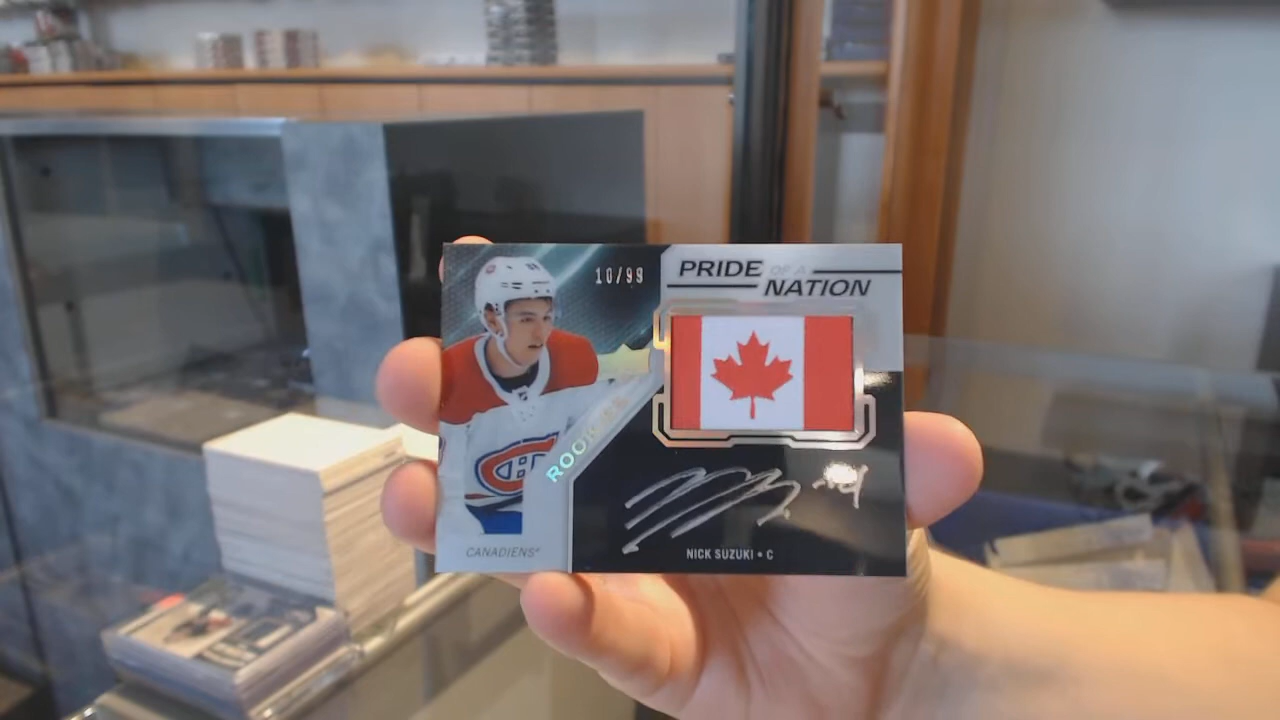 10/99
PRIDE OF A
NATION
ROOKIES
CANADIENS
NICK SUZUKI • C